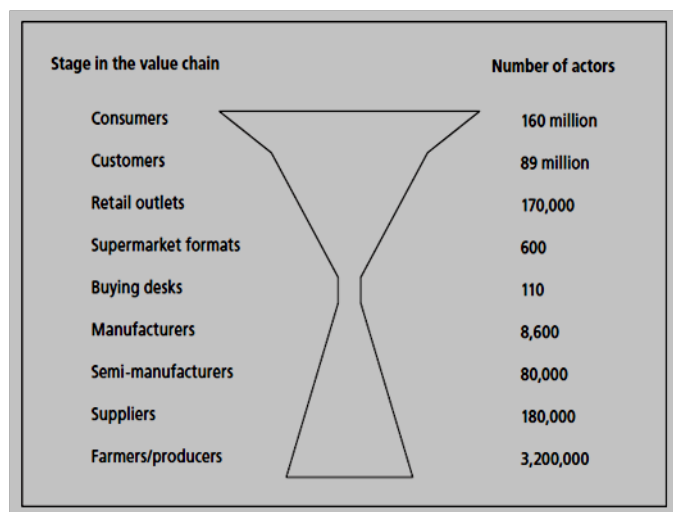 Stage in the value chain Number of actors
Consumers 160 million
Customers 89 million
Retail outlets 170,000
Supermarket formats 600
Buying desks 110
Manufacturers 8,600
Semi-manufacturers 80,000
Suppliers 180,000
Farmers/producers 3,200,000